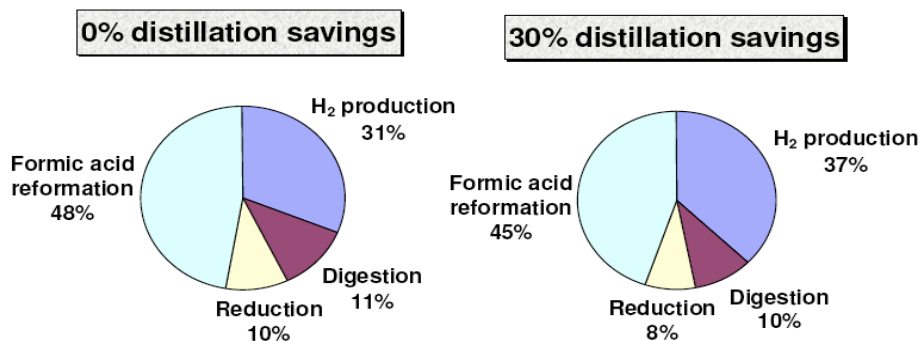 0% distillation savings
H₂ production
31%
Formic acid
reformation
48%
Digestion
11%
Reduction
10%
30% distillation savings
H₂ production
37%
Formic acid
reformation
45%
Digestion
10%
Reduction
8%